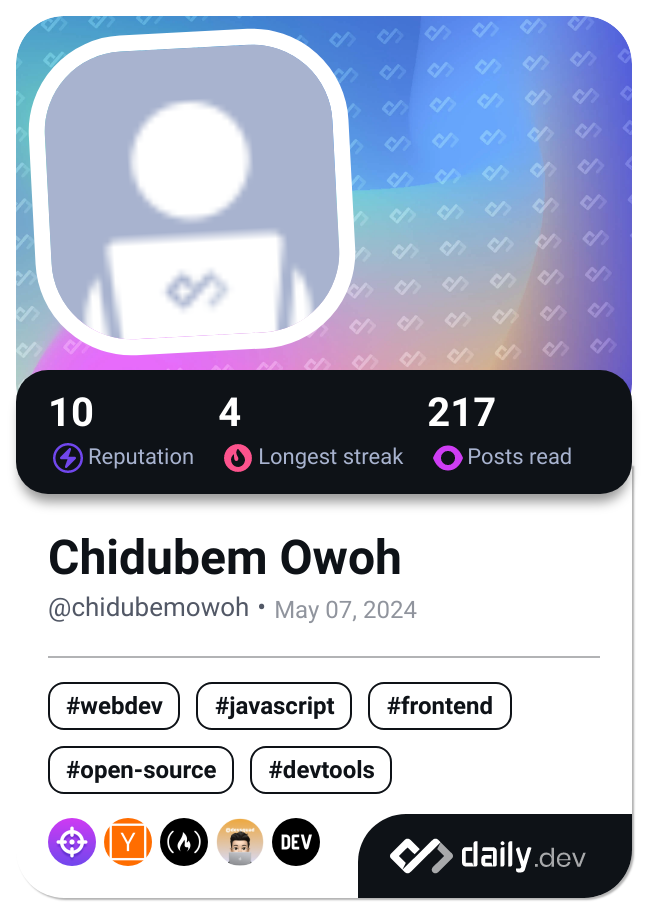 10 4 217
Reputation Longest streak Posts read
Chidubem Owoh
@chidubemowoh • May 07, 2024
#webdev #javascript #frontend
#open-source #devtools
Y DEV
daily.dev